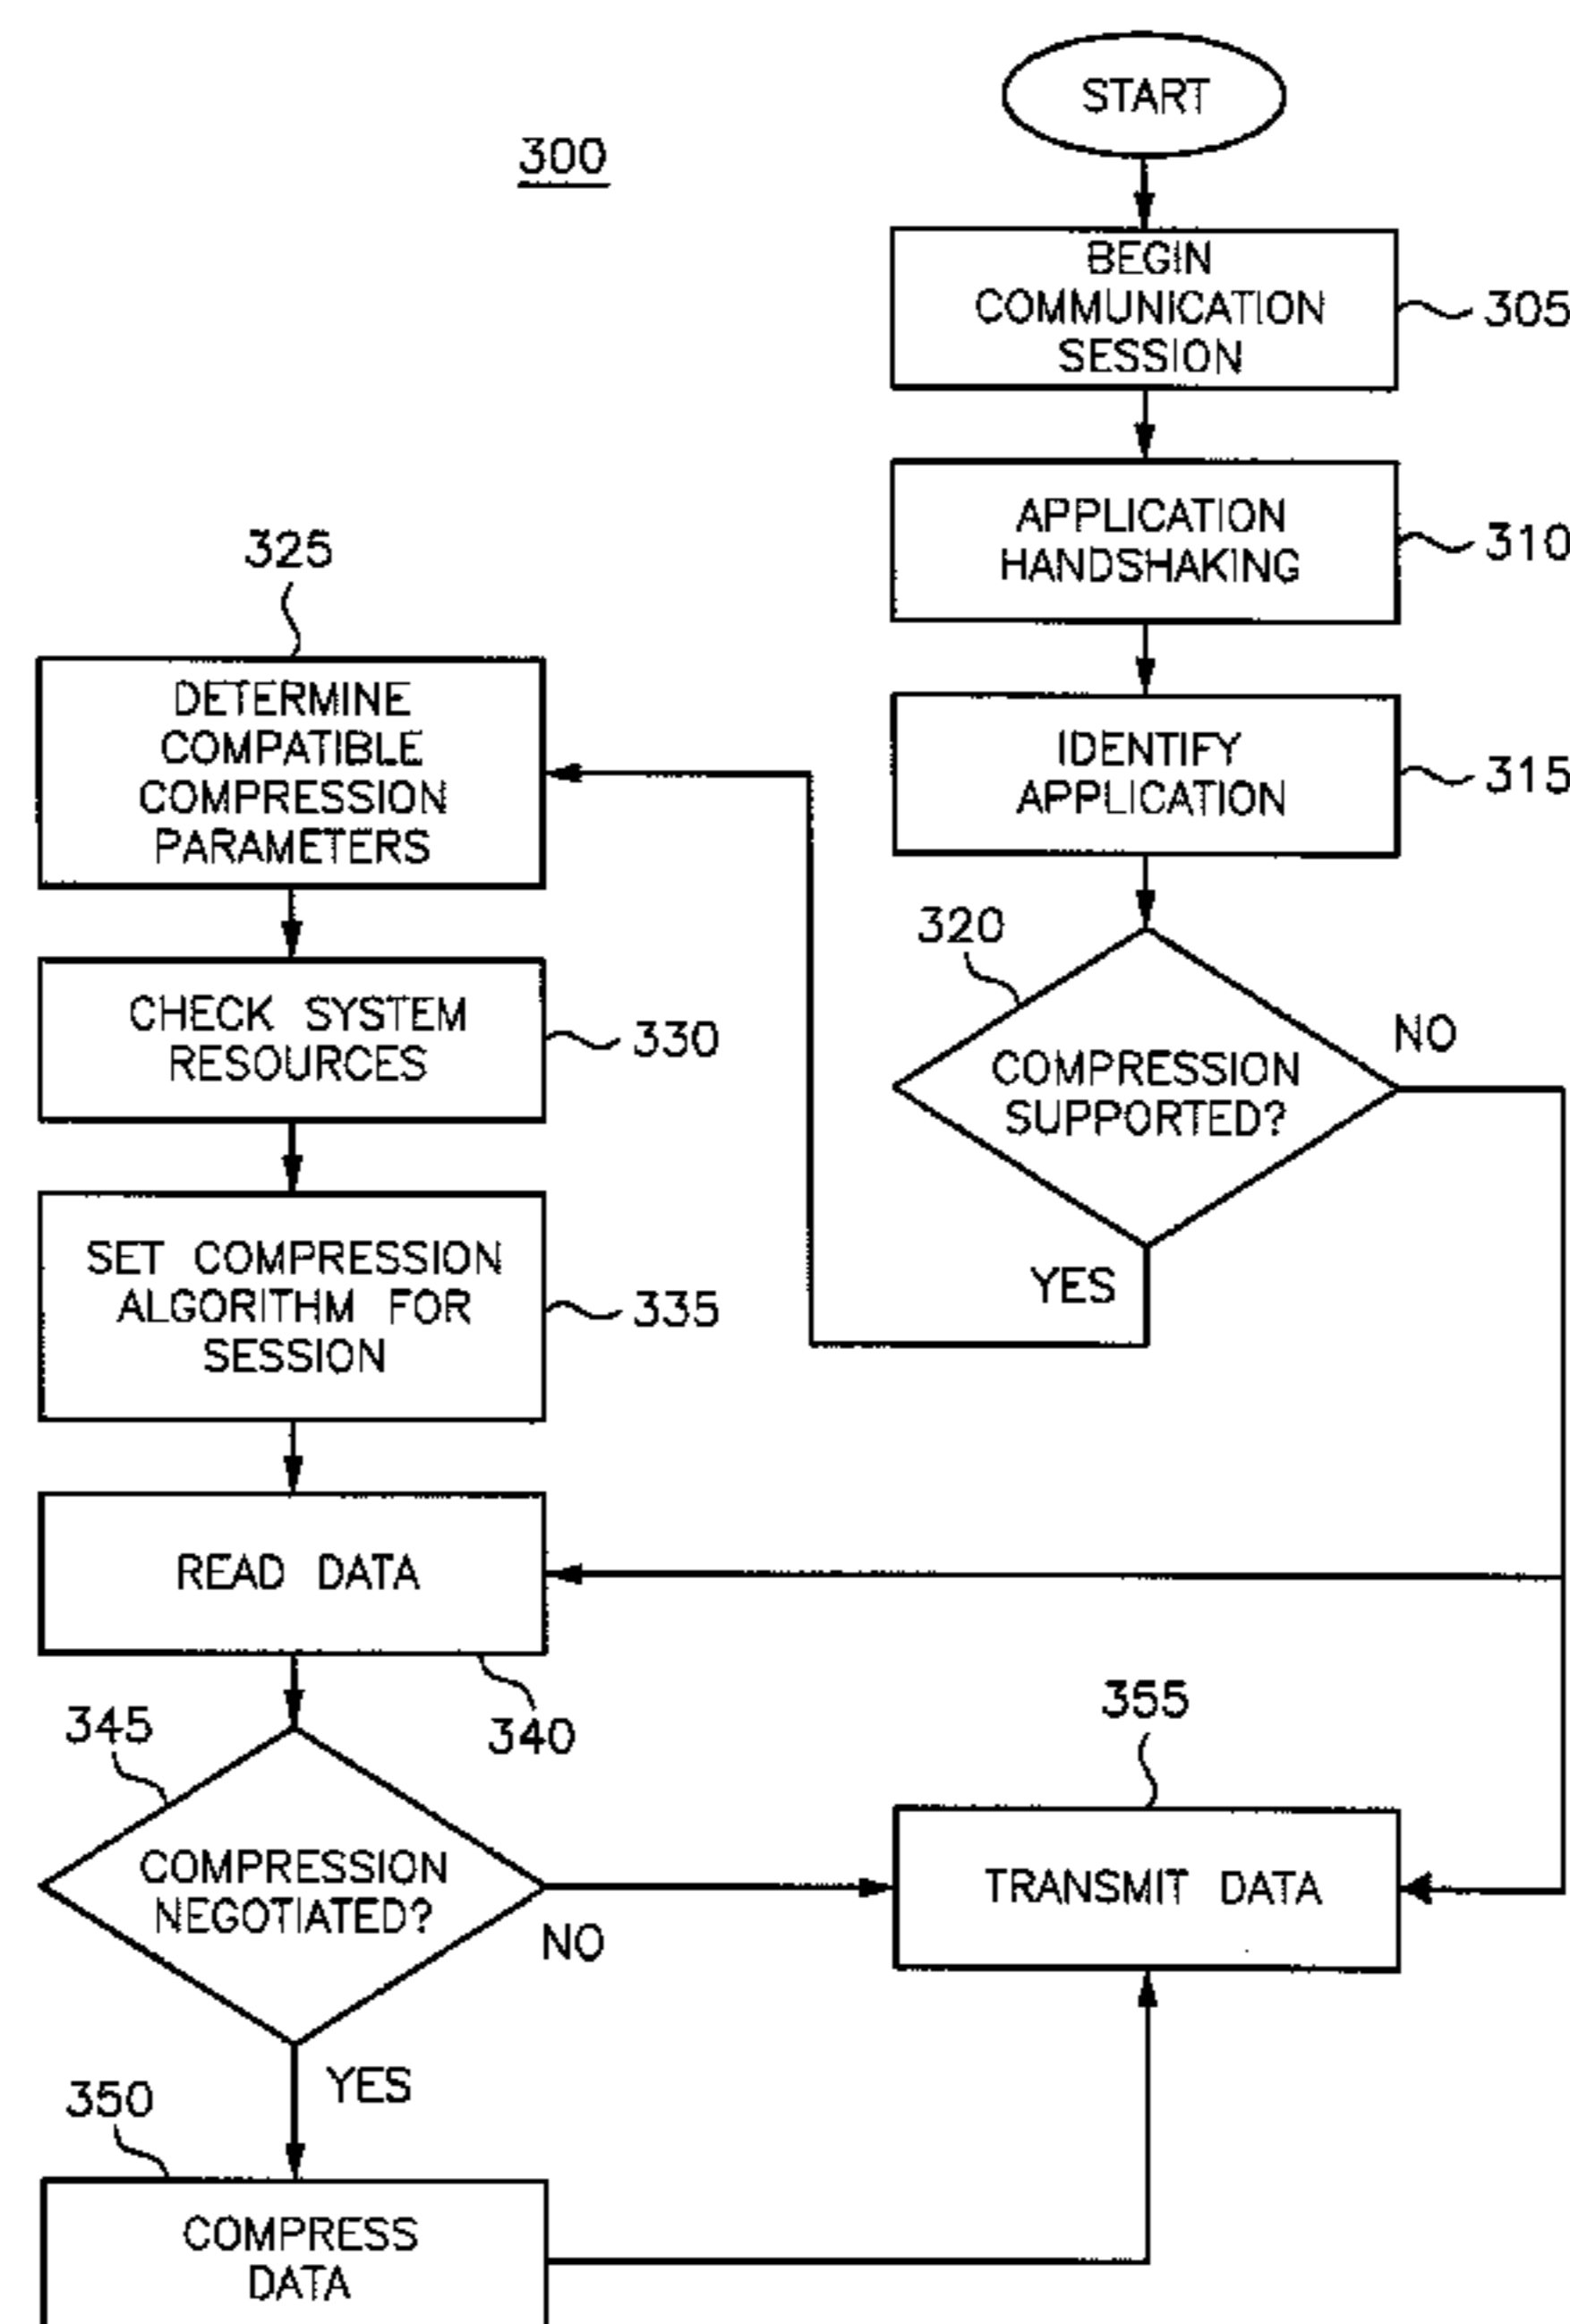 300
START
BEGIN
COMMUNICATION
SESSION
305
APPLICATION
HANDSHAKING
310
IDENTIFY
APPLICATION
315
320
COMPRESSION
SUPPORTED?
NO
YES
325
DETERMINE
COMPATIBLE
COMPRESSION
PARAMETERS
CHECK SYSTEM
RESOURCES
330
SET COMPRESSION
ALGORITHM FOR
SESSION
335
READ DATA
340
345
COMPRESSION
NEGOTIATED?
NO
YES
350
COMPRESS
DATA
355
TRANSMIT DATA